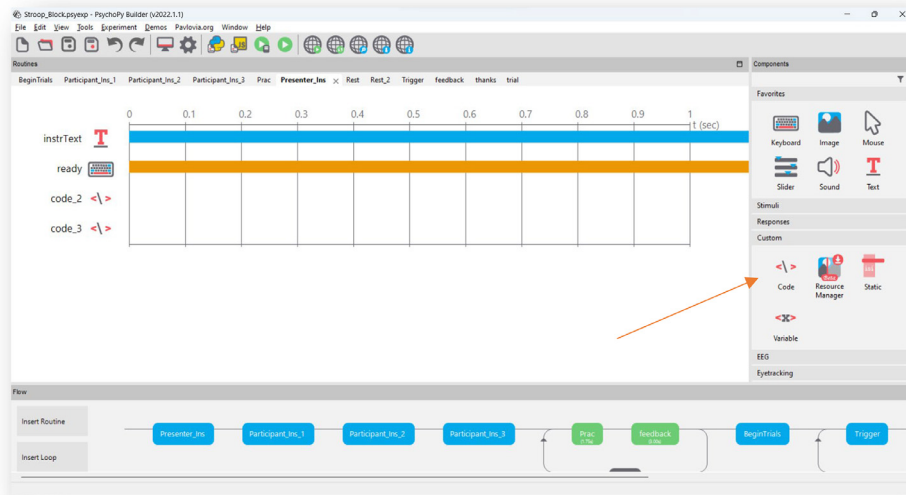 Stroop_Block.psyexp - PsychoPy Builder (v2022.1.1)
File Edit View Tools Experiment Demos Pavlovia.org Window Help
Routines
Components
BeginTrials Participant_Ins_1 Participant_Ins_2 Participant_Ins_3 Prac Presenter_Ins Rest Rest_2 Trigger feedback thanks trial
Favorites
0 0.1 0.2 0.3 0.4 0.5 0.6 0.7 0.8 0.9 1
t (sec)
instrText
ready
code_2
code_3
Keyboard Image Mouse
Slider Sound Text
Stimuli
Responses
Custom
Beta
Code Resource Manager Static
Variable
EEG
Eyetracking
Flow
Insert Routine
Insert Loop
Presenter_Ins Participant_Ins_1 Participant_Ins_2 Participant_Ins_3 Prac feedback BeginTrials Trigger